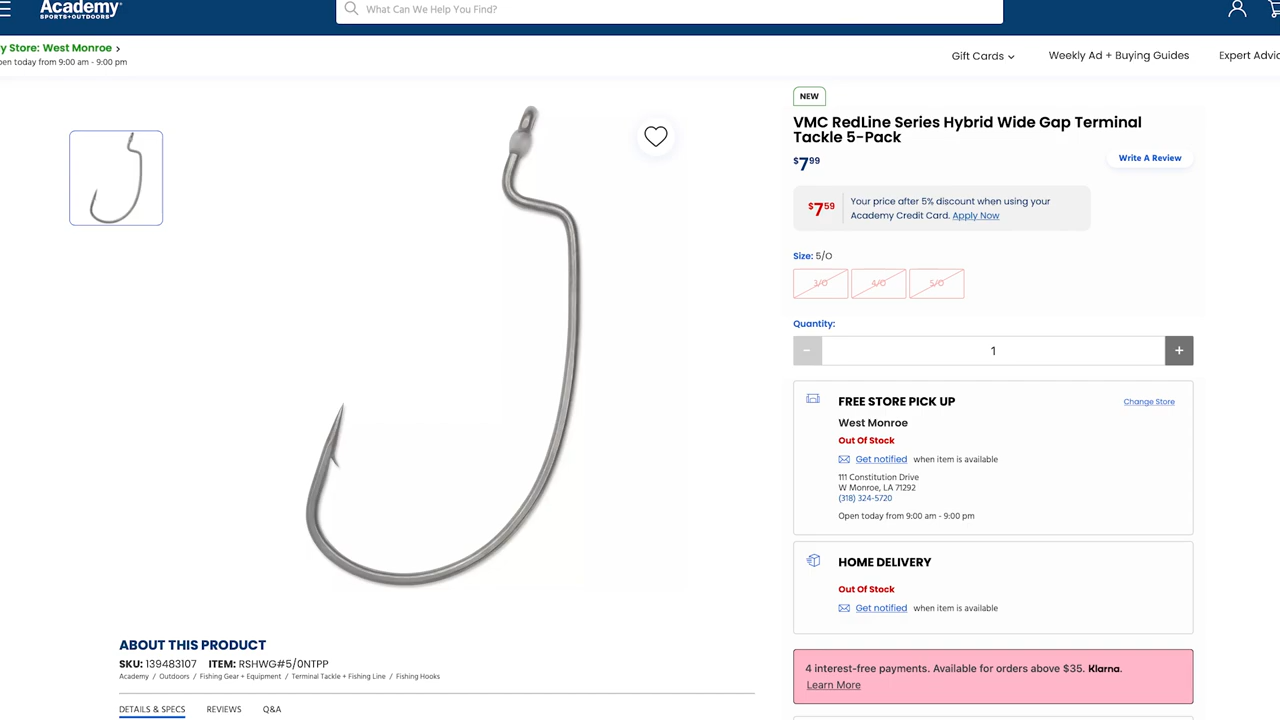 Academy
SPORTS+OUTDOORS
What Can We Help You Find?
y Store: West Monroe
pen today from 9:00 am - 9:00 pm
Gift Cards
Weekly Ad + Buying Guides
Expert Advic
NEW
VMC RedLine Series Hybrid Wide Gap Terminal
Tackle 5-Pack
$7 99
Write A Review
$7 59
Your price after 5% discount when using your
Academy Credit Card. Apply Now
Size: 5/0
3/0
4/0
5/0
Quantity:
- 1 +
FREE STORE PICK UP
Change Store
West Monroe
Out Of Stock
Get notified when item is available
111 Constitution Drive
W Monroe, LA 71292
(318) 324-5720
Open today from 9:00 am - 9:00 pm
HOME DELIVERY
Out Of Stock
Get notified when item is available
4 interest-free payments. Available for orders above $35. Klarna.
Learn More
ABOUT THIS PRODUCT
SKU: 139483107 ITEM: RSHWG#5/0NTPP
Academy / Outdoors / Fishing Gear + Equipment / Terminal Tackle + Fishing Line / Fishing Hooks
DETAILS & SPECS
REVIEWS
Q&A